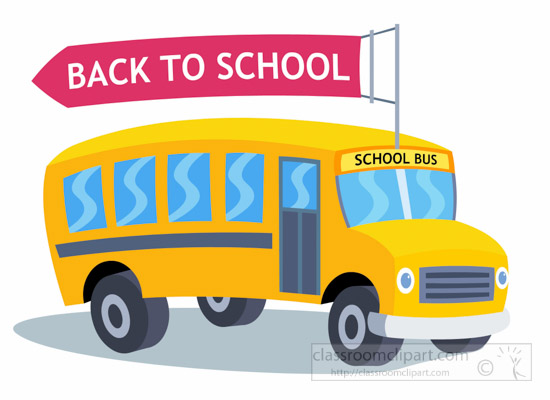 BACK TO SCHOOL
SCHOOL BUS
classroomclipart.com
©
http://classroomclipart.com